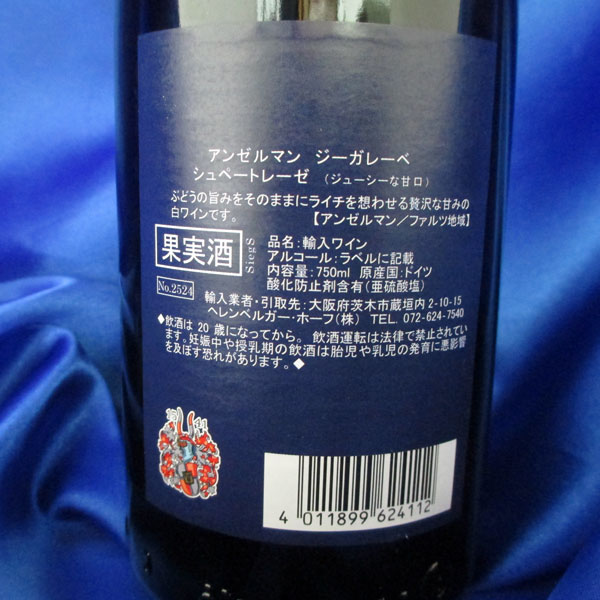 アンゼルマン ジーガレーベ
シュペートレーゼ （ジューシーな甘口）
ぶどうの旨みをそのままにライチを想わせる贅沢な甘みの
白ワインです。 【アンゼルマン／ファルツ地域】
果実酒
SgaS
No.2524
品名：輸入ワイン
アルコール：ラベルに記載
内容量：750ml 原産国：ドイツ
酸化防止剤含有（亜硫酸塩）
輸入業者・引取先：大阪府茨木市蔵垣内2-10-15
ヘレンベルガー・ホーフ（株） TEL. 072-624-7540
◆飲酒は 20 歳になってから。 飲酒運転は法律で禁止されてい
ます。妊娠中や授乳期の飲酒は胎児や乳児の発育に悪影響
を及ぼす恐れがあります。◆
4 011899 624112